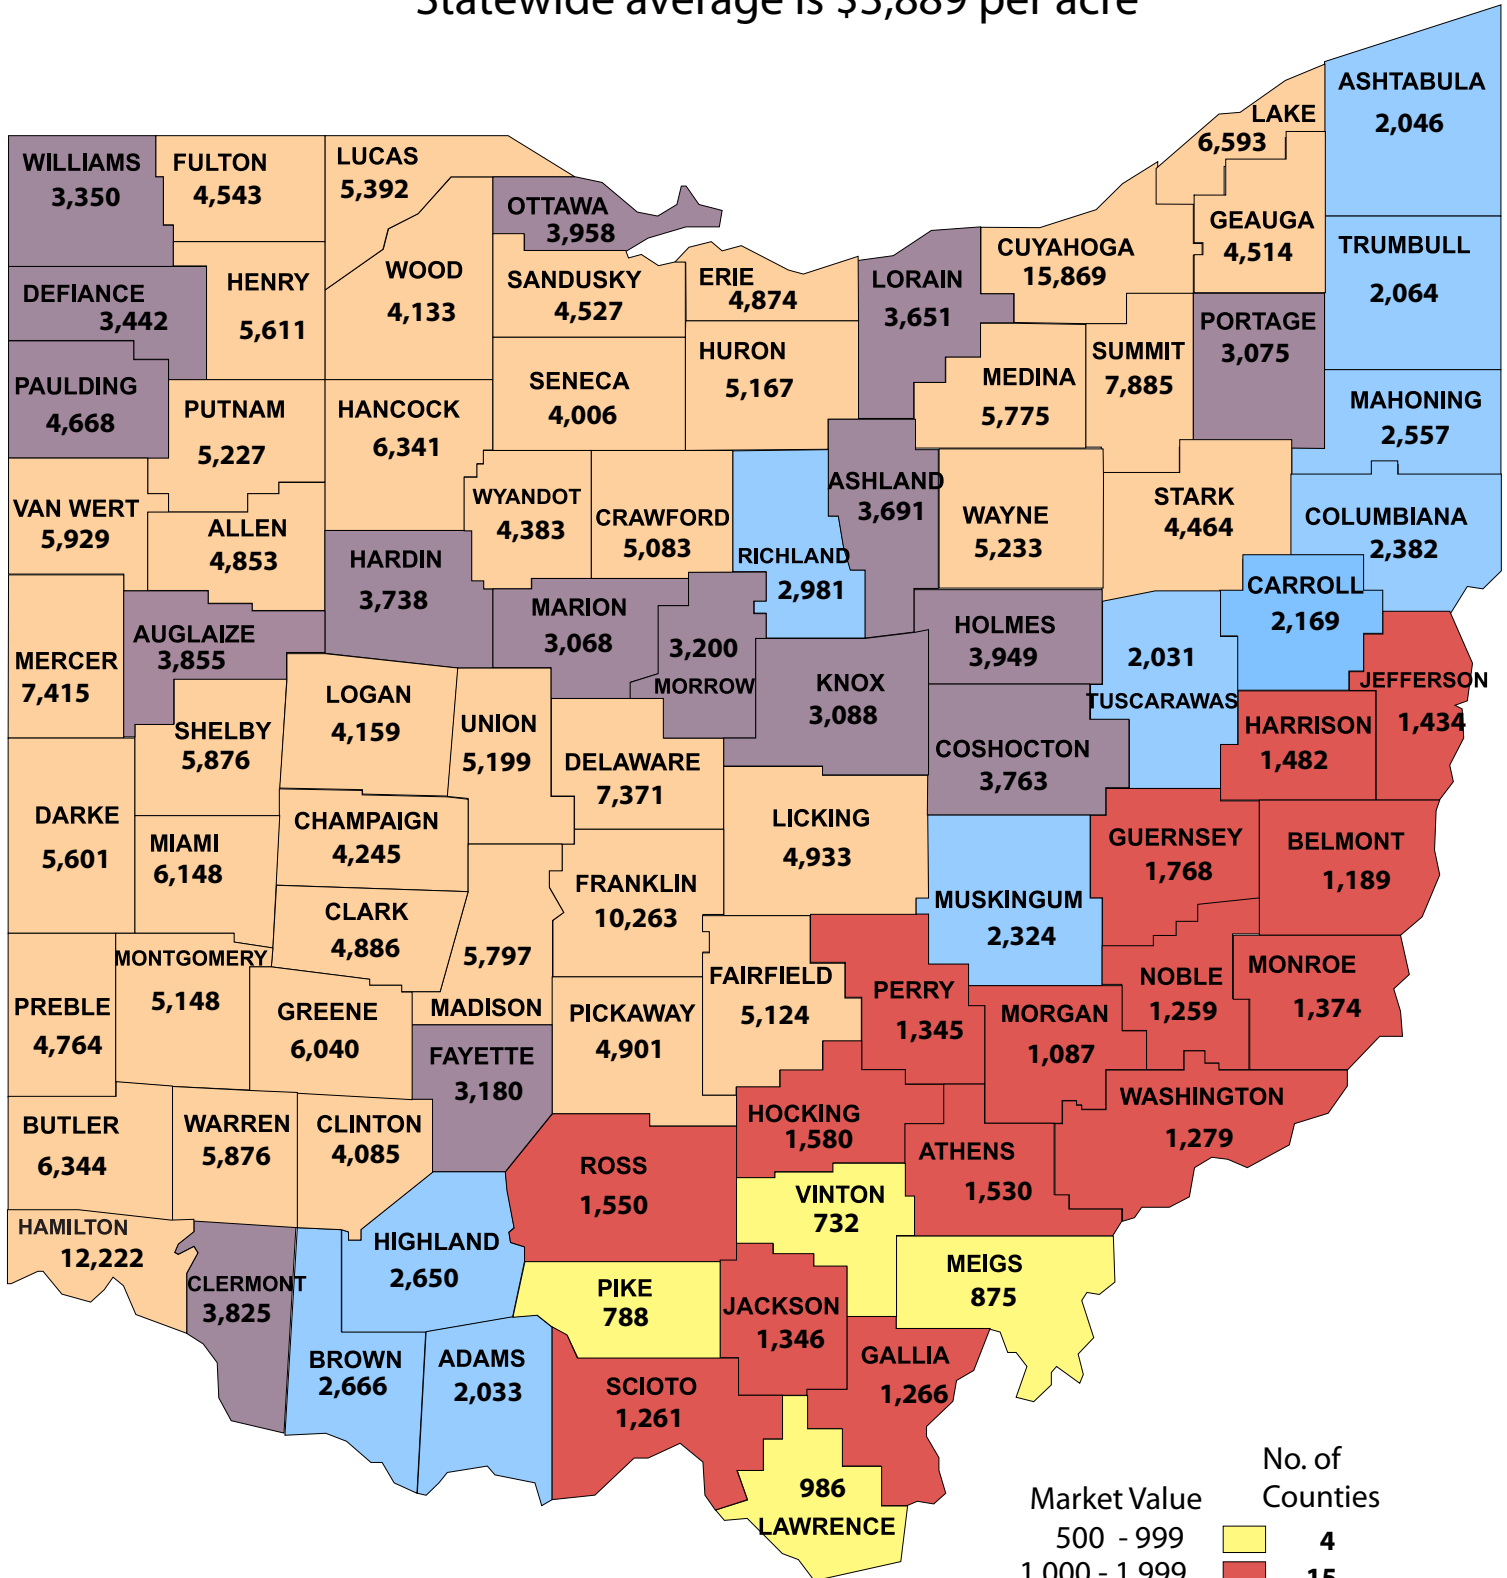 Statewide average is $3,889 per acre
ASHTABULA
2,046
LAKE
6,593
WILLIAMS
3,350
FULTON
4,543
LUCAS
5,392
OTTAWA
3,958
GEAUGA
4,514
CUYAHOGA
15,869
TRUMBULL
2,064
DEFIANCE
3,442
HENRY
5,611
WOOD
4,133
SANDUSKY
4,527
ERIE
4,874
LORAIN
3,651
PORTAGE
3,075
PAULDING
4,668
PUTNAM
5,227
HANCOCK
6,341
SENECA
4,006
HURON
5,167
MEDINA
5,775
SUMMIT
7,885
MAHONING
2,557
VAN WERT
5,929
ALLEN
4,853
WYANDOT
4,383
CRAWFORD
5,083
RICHLAND
2,981
ASHLAND
3,691
WAYNE
5,233
STARK
4,464
COLUMBIANA
2,382
CARROLL
2,169
HARDIN
3,738
MARION
3,068
3,200
MORROW
HOLMES
3,949
2,031
TUSCARAWAS
JEFFERSON
1,434
MERCER
7,415
AUGLAIZE
3,855
LOGAN
4,159
UNION
5,199
KNOX
3,088
COSHOCTON
3,763
HARRISON
1,482
SHELBY
5,876
DELAWARE
7,371
DARKE
5,601
MIAMI
6,148
CHAMPAIGN
4,245
LICKING
4,933
GUERNSEY
1,768
BELMONT
1,189
CLARK
4,886
FRANKLIN
10,263
MUSKINGUM
2,324
5,797
MADISON
MONTGOMERY
5,148
FAIRFIELD
5,124
PERRY
1,345
NOBLE
1,259
MONROE
1,374
PREBLE
4,764
GREENE
6,040
PICKAWAY
4,901
MORGAN
1,087
FAYETTE
3,180
WASHINGTON
1,279
BUTLER
6,344
WARREN
5,876
CLINTON
4,085
HOCKING
1,580
ATHENS
1,530
ROSS
1,550
VINTON
732
HAMILTON
12,222
HIGHLAND
2,650
CLERMONT
3,825
PIKE
788
JACKSON
1,346
MEIGS
875
BROWN
2,666
ADAMS
2,033
SCIOTO
1,261
GALLIA
1,266
986
LAWRENCE
No. of
Market Value Counties
500 - 999 4
1,000 - 1,999 15